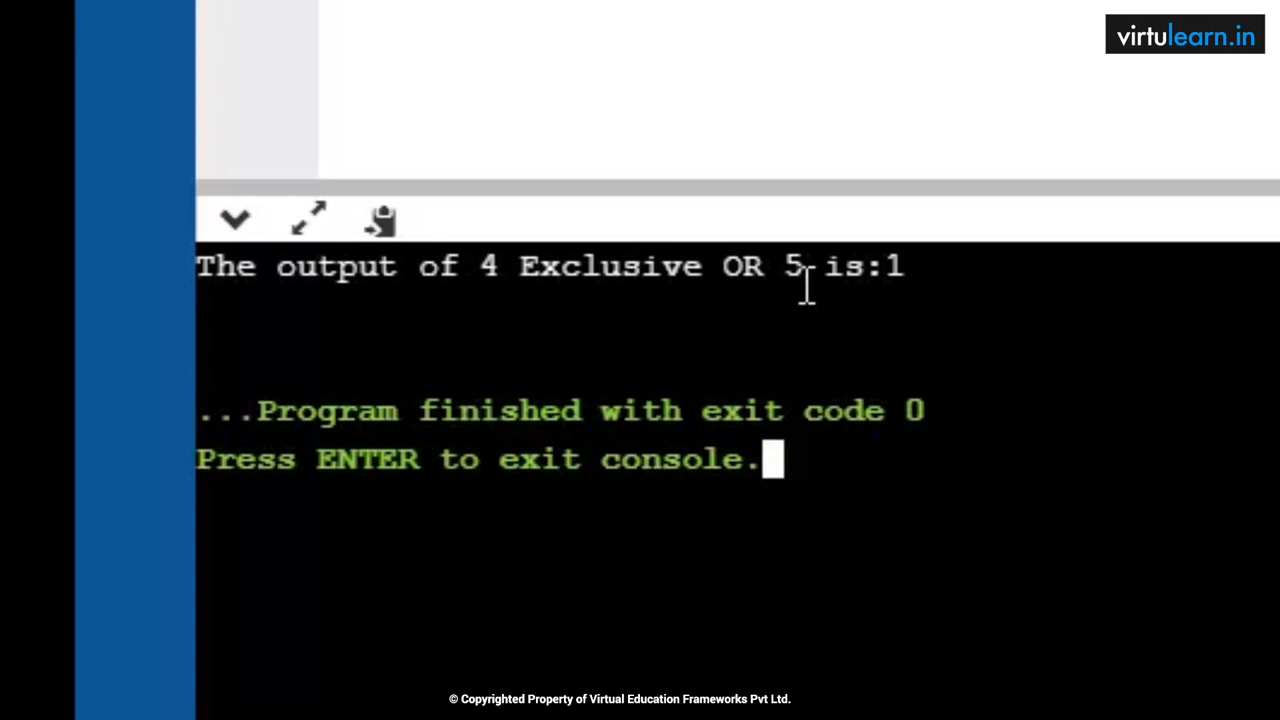 virtulearn.in
The output of 4 Exclusive OR 5 is:1
...Program finished with exit code 0
Press ENTER to exit console.
© Copyrighted Property of Virtual Education Frameworks Pvt Ltd.